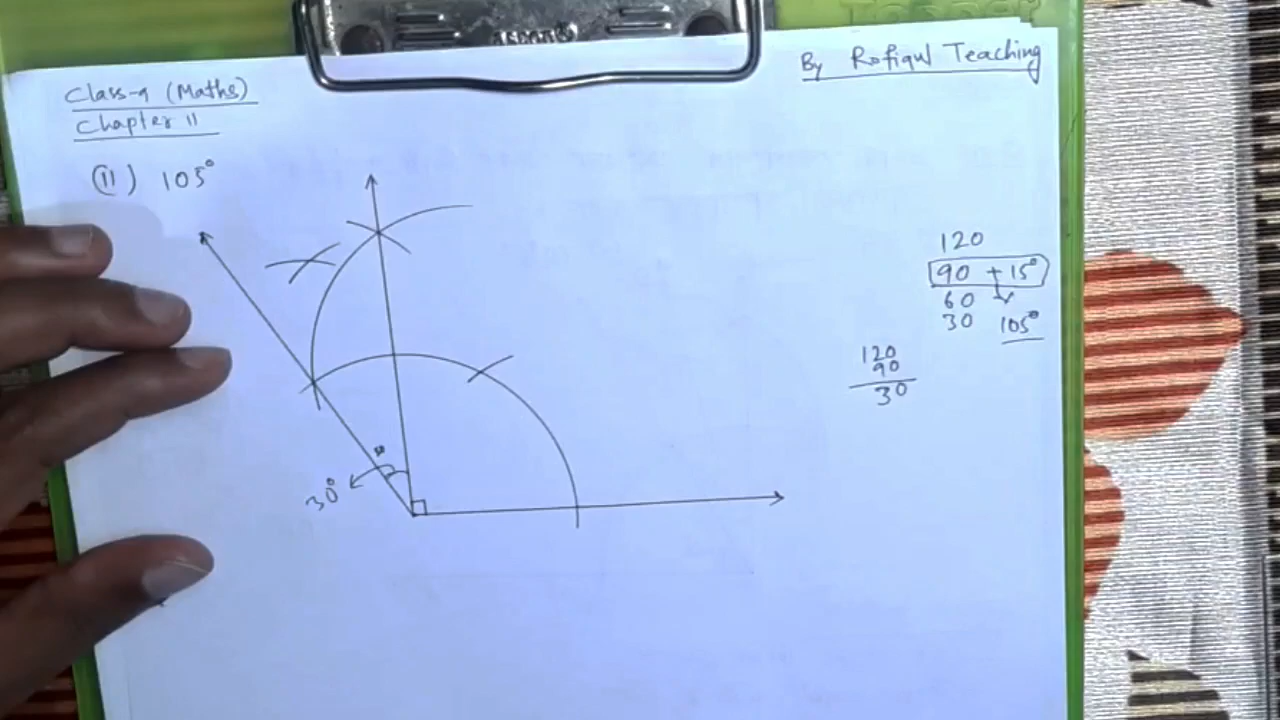 By Rofiqul Teaching
Class-9 (Maths)
Chapter 11
(ii) 105°
120
90 + 15°
60
30 105°
120
90
30
30°